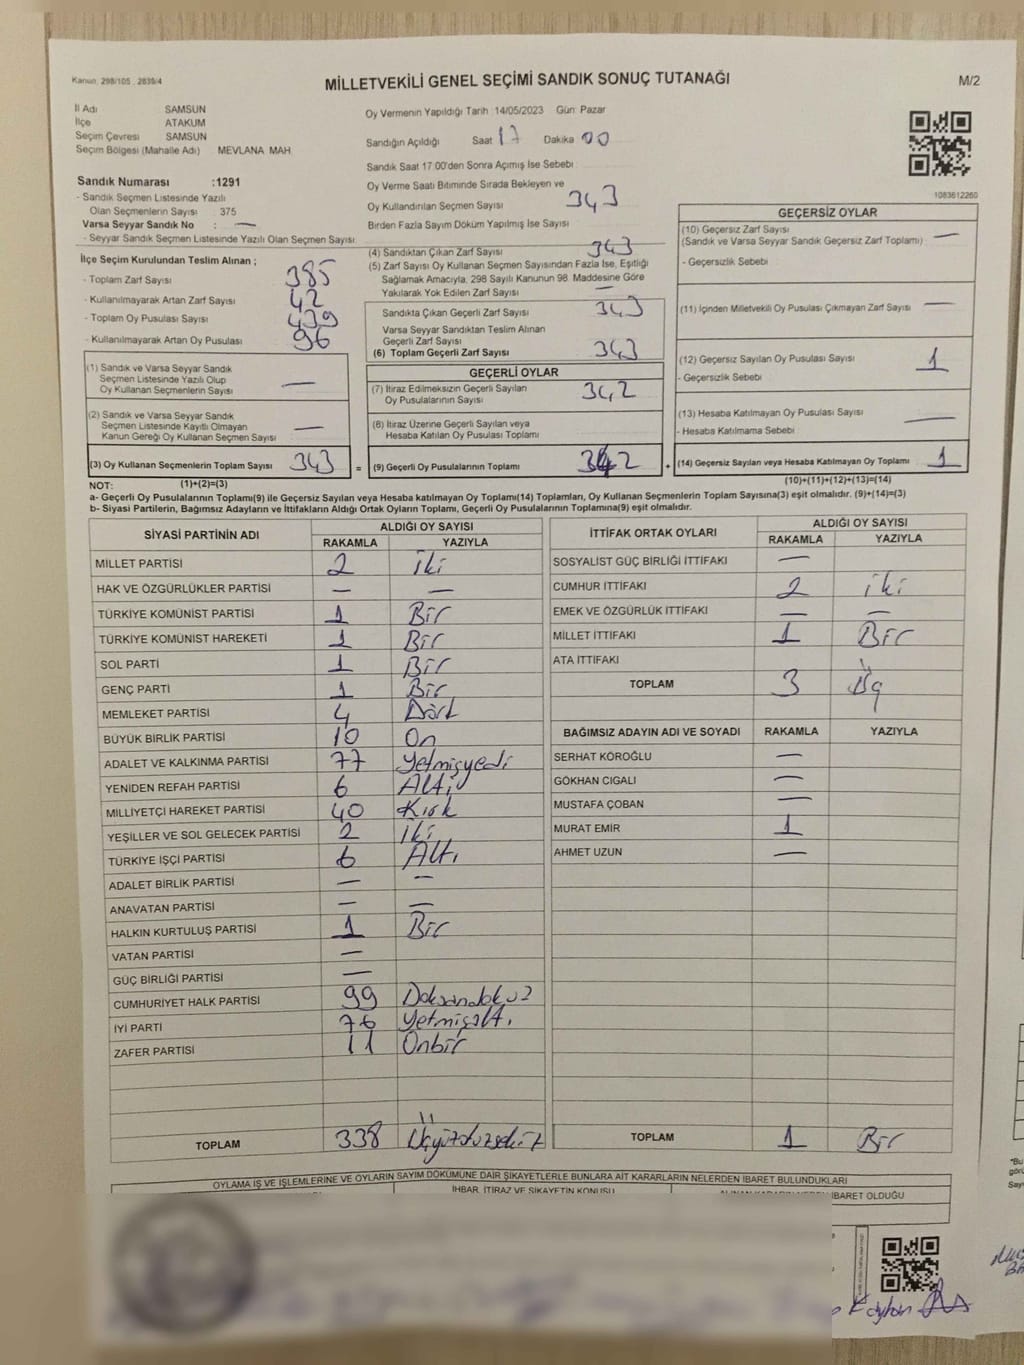 Kanun, 298/105, 2839/4
MİLLETVEKİLİ GENEL SEÇİMİ SANDIK SONUÇ TUTANAĞI
M/2
İl Adı SAMSUN
İlçe ATAKUM
Seçim Çevresi SAMSUN
Seçim Bölgesi (Mahalle Adı) MEVLANA MAH.
Sandık Numarası :1291
- Sandık Seçmen Listesinde Yazılı
Olan Seçmenlerin Sayısı : 375
Varsa Seyyar Sandık No : —
- Seyyar Sandık Seçmen Listesinde Yazılı Olan Seçmen Sayısı:
Oy Vermenin Yapıldığı Tarih :14/05/2023 Gün: Pazar
Sandığın Açıldığı Saat 17 Dakika 00
Sandık Saat 17:00'den Sonra Açımış İse Sebebi
Oy Verme Saati Bitiminde Sırada Bekleyen ve
Oy Kullandırılan Seçmen Sayısı 343
Birden Fazla Sayım Döküm Yapılmış İse Sayısı
1083612260
İlçe Seçim Kurulundan Teslim Alınan ;
- Toplam Zarf Sayısı 385
- Kullanılmayarak Artan Zarf Sayısı 42
- Toplam Oy Pusulası Sayısı 439
- Kullanılmayarak Artan Oy Pusulası 96
(1) Sandık ve Varsa Seyyar Sandık
Seçmen Listesinde Yazılı Olup
Oy Kullanan Seçmenlerin Sayısı —
(2) Sandık ve Varsa Seyyar Sandık
Seçmen Listesinde Kayıtlı Olmayan
Kanun Gereği Oy Kullanan Seçmen Sayısı —
(3) Oy Kullanan Seçmenlerin Toplam Sayısı 343 =
(4) Sandıktan Çıkan Zarf Sayısı 343
(5) Zarf Sayısı Oy Kullanan Seçmen Sayısından Fazla İse, Eşitliği
Sağlamak Amacıyla, 298 Sayılı Kanunun 98. Maddesine Göre
Yakılarak Yok Edilen Zarf Sayısı —
Sandıkta Çıkan Geçerli Zarf Sayısı 343
Varsa Seyyar Sandıktan Teslim Alınan
Geçerli Zarf Sayısı
(6) Toplam Geçerli Zarf Sayısı 343
GEÇERLİ OYLAR
(7) İtiraz Edilmeksizin Geçerli Sayılan
Oy Pusulalarının Sayısı 342
(8) İtiraz Üzerine Geçerli Sayılan veya
Hesaba Katılan Oy Pusulası Toplamı
(9) Geçerli Oy Pusulalarının Toplamı 342 +
GEÇERSİZ OYLAR
(10) Geçersiz Zarf Sayısı
(Sandık ve Varsa Seyyar Sandık Geçersiz Zarf Toplamı) —
- Geçersizlik Sebebi
(11) İçinden Milletvekili Oy Pusulası Çıkmayan Zarf Sayısı —
(12) Geçersiz Sayılan Oy Pusulası Sayısı 1
- Geçersizlik Sebebi
(13) Hesaba Katılmayan Oy Pusulası Sayısı —
- Hesaba Katılmama Sebebi
(14) Geçersiz Sayılan veya Hesaba Katılmayan Oy Toplamı 1
NOT: (1)+(2)=(3)
(10)+(11)+(12)+(13)=(14)
a- Geçerli Oy Pusulalarının Toplamı(9) ile Geçersiz Sayılan veya Hesaba katılmayan Oy Toplamı(14) Toplamları, Oy Kullanan Seçmenlerin Toplam Sayısına(3) eşit olmalıdır. (9)+(14)=(3)
b- Siyasi Partilerin, Bağımsız Adayların ve İttifakların Aldığı Ortak Oyların Toplamı, Geçerli Oy Pusulalarının Toplamına(9) eşit olmalıdır.
SİYASİ PARTİNİN ADI ALDIĞI OY SAYISI
RAKAMLA YAZIYLA
MİLLET PARTİSİ 2 iki
HAK VE ÖZGÜRLÜKLER PARTİSİ — —
TÜRKİYE KOMÜNİST PARTİSİ 1 Bir
TÜRKİYE KOMÜNİST HAREKETİ 1 Bir
SOL PARTİ 1 Bir
GENÇ PARTİ 1 Bir
MEMLEKET PARTİSİ 4 Dört
BÜYÜK BİRLİK PARTİSİ 10 On
ADALET VE KALKINMA PARTİSİ 77 Yetmişyedi
YENİDEN REFAH PARTİSİ 6 Altı
MİLLİYETÇİ HAREKET PARTİSİ 40 Kırk
YEŞİLLER VE SOL GELECEK PARTİSİ 2 İki
TÜRKİYE İŞÇİ PARTİSİ 6 Altı
ADALET BİRLİK PARTİSİ — —
ANAVATAN PARTİSİ — —
HALKIN KURTULUŞ PARTİSİ 1 Bir
VATAN PARTİSİ —
GÜÇ BİRLİĞİ PARTİSİ —
CUMHURİYET HALK PARTİSİ 99 Doksandokuz
İYİ PARTİ 76 Yetmişaltı
ZAFER PARTİSİ 11 Onbir
TOPLAM 338 Üçyüzotuzsekiz
İTTİFAK ORTAK OYLARI ALDIĞI OY SAYISI
RAKAMLA YAZIYLA
SOSYALİST GÜÇ BİRLİĞİ İTTİFAKI —
CUMHUR İTTİFAKI 2 iki
EMEK VE ÖZGÜRLÜK İTTİFAKI — —
MİLLET İTTİFAKI 1 Bir
ATA İTTİFAKI
TOPLAM 3 Üç
BAĞIMSIZ ADAYIN ADI VE SOYADI RAKAMLA YAZIYLA
SERHAT KÖROĞLU —
GÖKHAN CIGALI —
MUSTAFA ÇOBAN —
MURAT EMİR 1
AHMET UZUN —
TOPLAM 1 Bir
OYLAMA İŞ VE İŞLEMLERİNE VE OYLARIN SAYIM DÖKÜMÜNE DAİR ŞİKAYETLERLE BUNLARA AİT KARARLARIN NELERDEN İBARET BULUNDUKLARI
İHBAR, İTİRAZ VE ŞİKAYETİN KONUSU
İBARET OLDUĞU